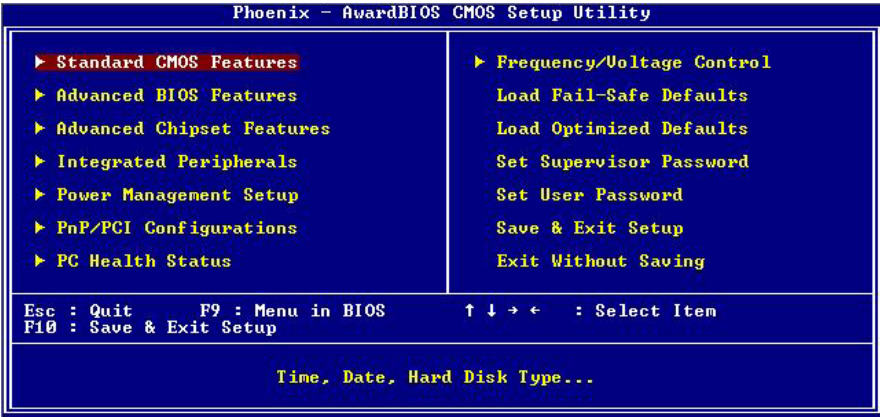 Phoenix - AwardBIOS CMOS Setup Utility
Standard CMOS Features
Advanced BIOS Features
Advanced Chipset Features
Integrated Peripherals
Power Management Setup
PnP/PCI Configurations
PC Health Status
Frequency/Voltage Control
Load Fail-Safe Defaults
Load Optimized Defaults
Set Supervisor Password
Set User Password
Save & Exit Setup
Exit Without Saving
Esc : Quit F9 : Menu in BIOS ↑ ↓ → ← : Select Item
F10 : Save & Exit Setup
Time, Date, Hard Disk Type...